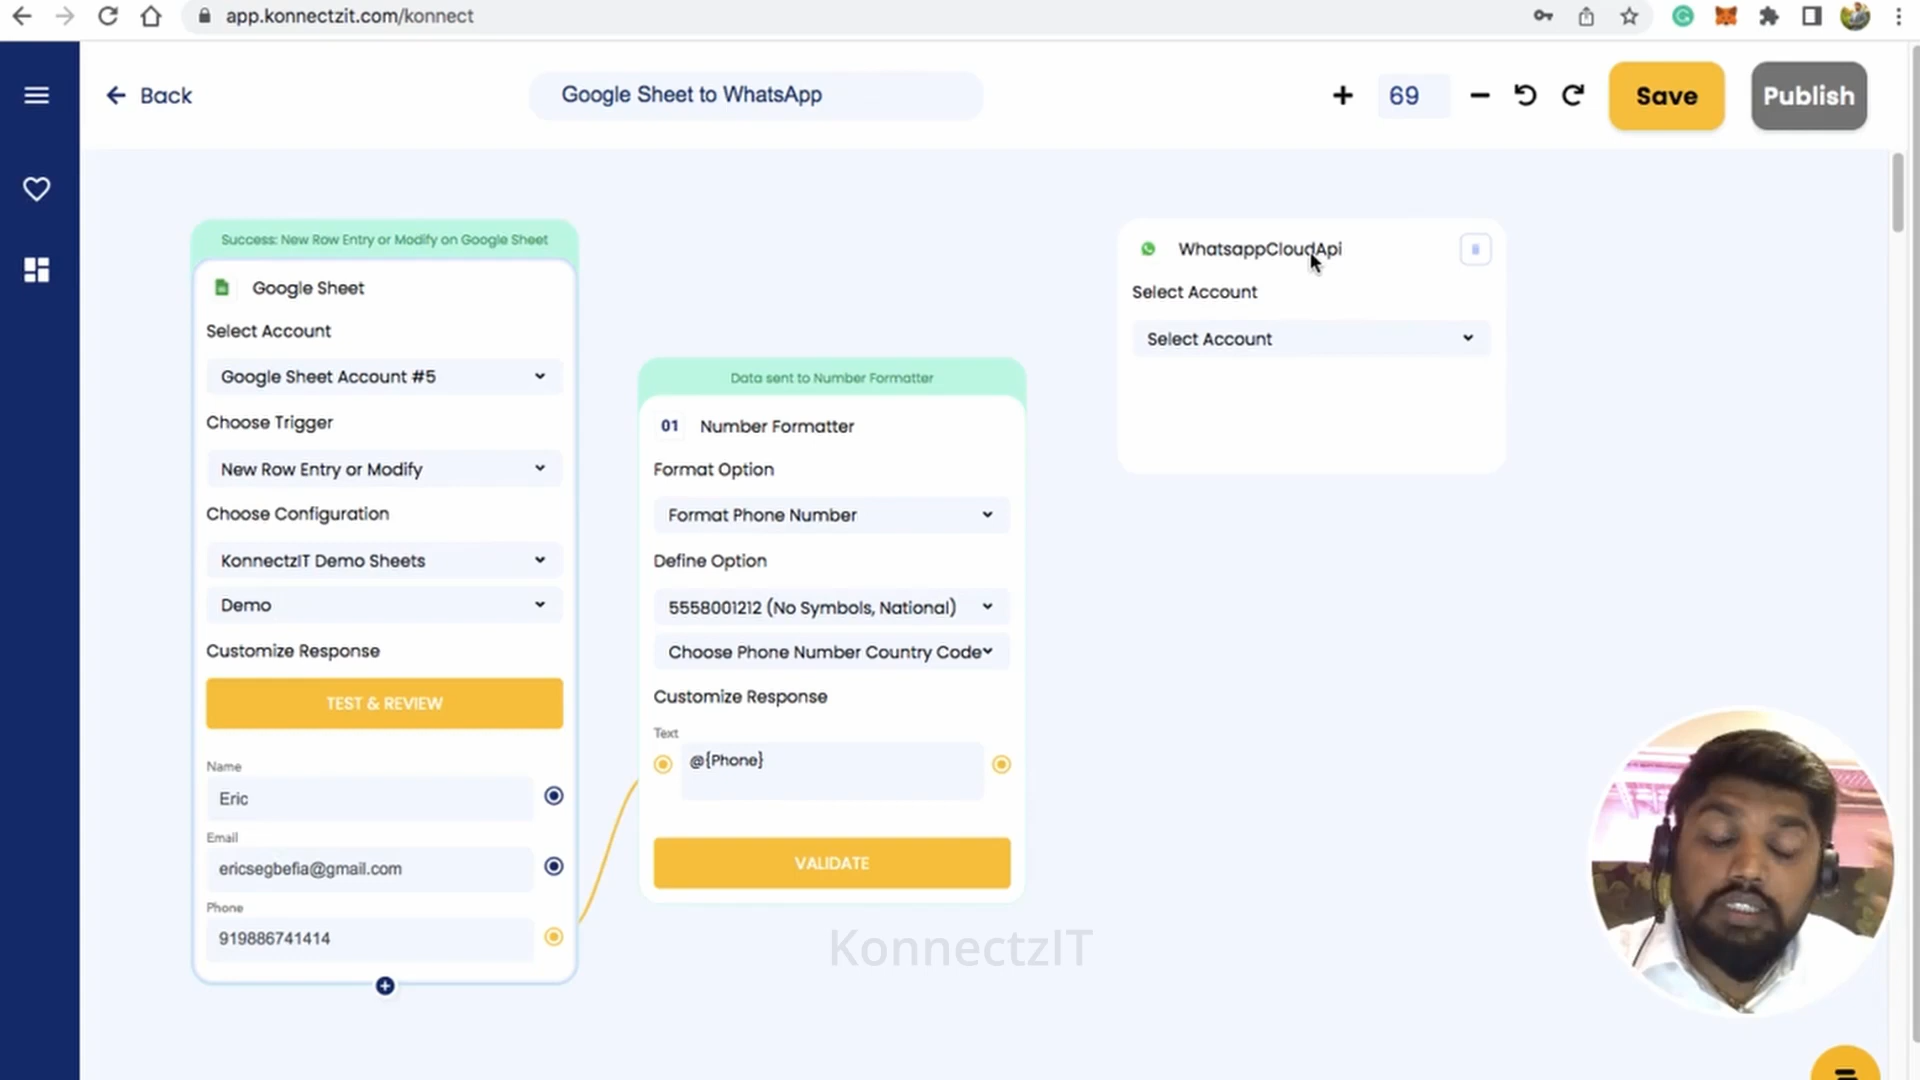 app.konnectzit.com/konnect
Back
Google Sheet to WhatsApp
69
Save
Publish
Success: New Row Entry or Modify on Google Sheet
Google Sheet
Select Account
Google Sheet Account #5
Choose Trigger
New Row Entry or Modify
Choose Configuration
KonnectzIT Demo Sheets
Demo
Customize Response
TEST & REVIEW
Name
Eric
Email
ericsegbefia@gmail.com
Phone
919886741414
Data sent to Number Formatter
01 Number Formatter
Format Option
Format Phone Number
Define Option
5558001212 (No Symbols, National)
Choose Phone Number Country Code
Customize Response
Text
@{Phone}
VALIDATE
WhatsappCloudApi
Select Account
Select Account
KonnectzIT